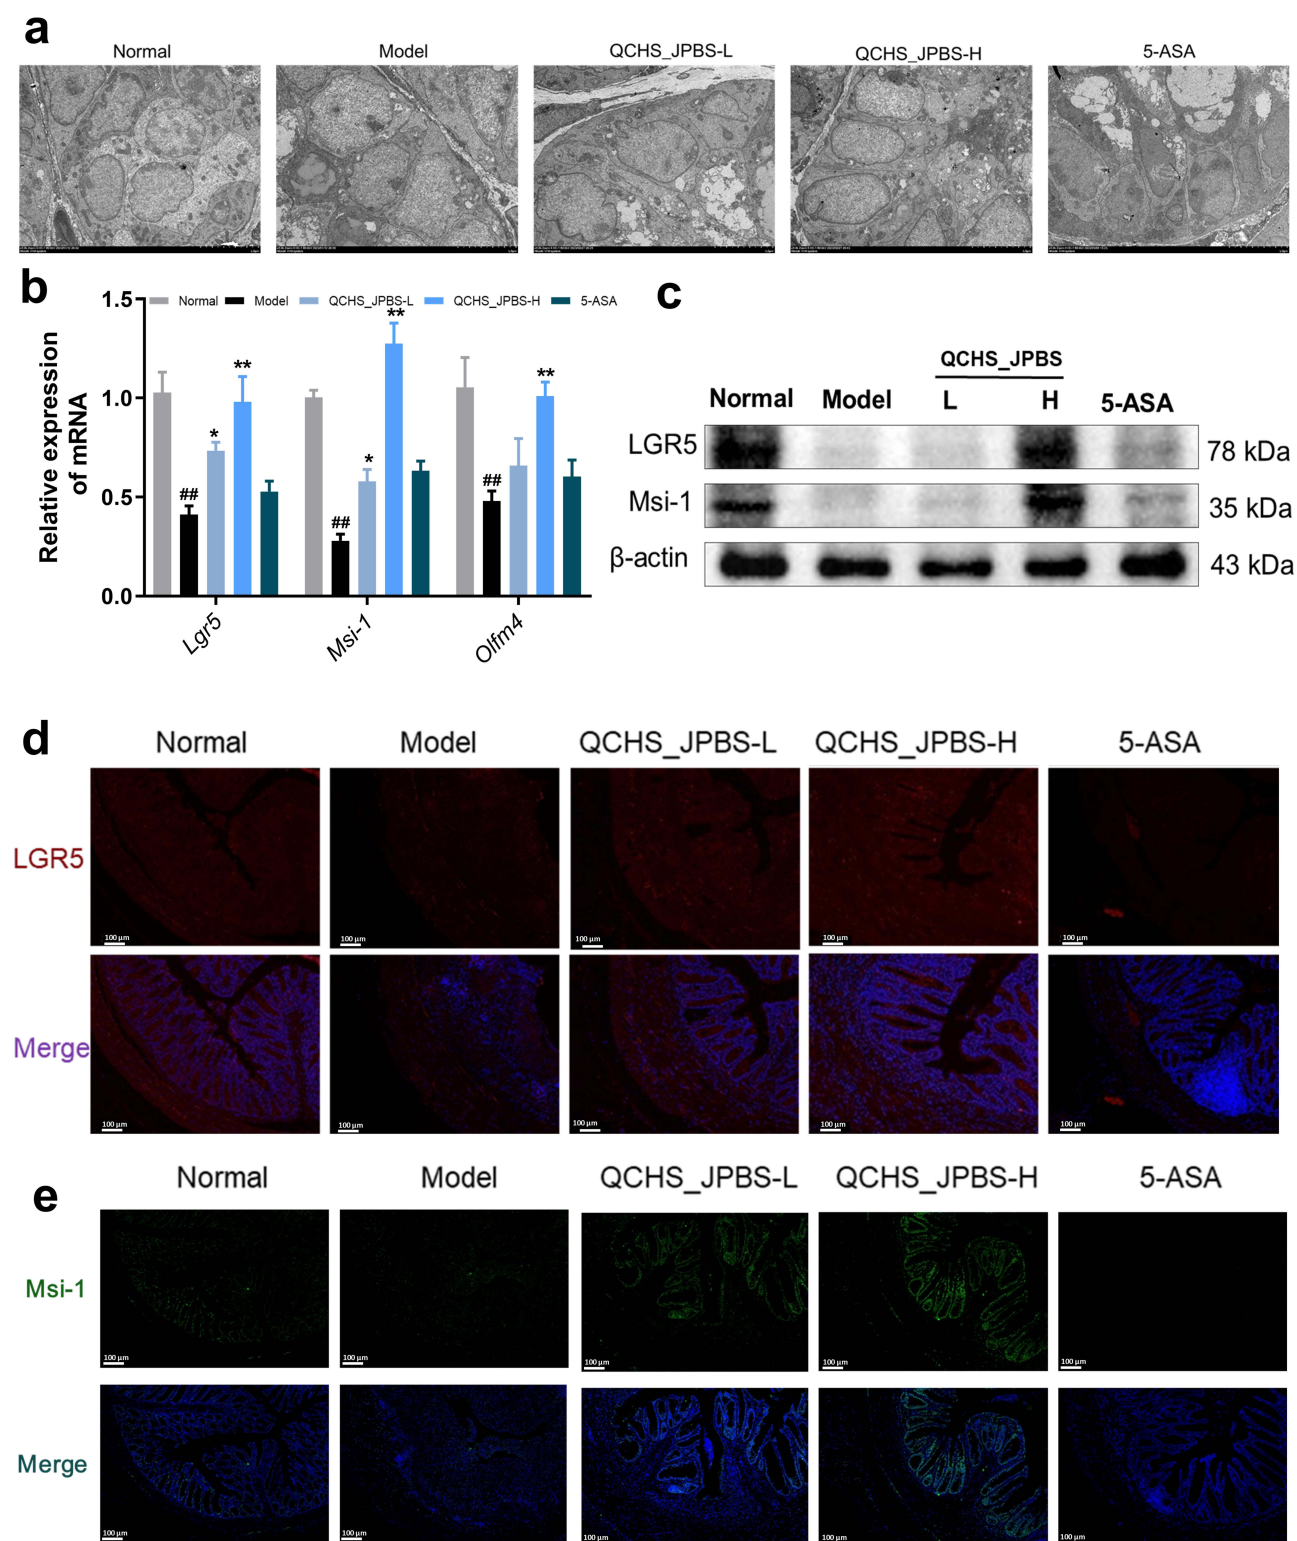 a
Normal Model QCHS_JPBS-L QCHS_JPBS-H 5-ASA
b
Normal Model QCHS_JPBS-L QCHS_JPBS-H 5-ASA
Relative expression
of mRNA
1.5
1.0
0.5
0.0
## * **
## * **
## **
Lgr5 Msi-1 Olfm4
c
QCHS_JPBS
Normal Model L H 5-ASA
LGR5 78 kDa
Msi-1 35 kDa
β-actin 43 kDa
d
Normal Model QCHS_JPBS-L QCHS_JPBS-H 5-ASA
LGR5
100 μm 100 μm 100 μm 100 μm 100 μm
Merge
100 μm 100 μm 100 μm 100 μm 100 μm
e
Normal Model QCHS_JPBS-L QCHS_JPBS-H 5-ASA
Msi-1
100 μm 100 μm 100 μm 100 μm 100 μm
Merge
100 μm 100 μm 100 μm 100 μm 100 μm